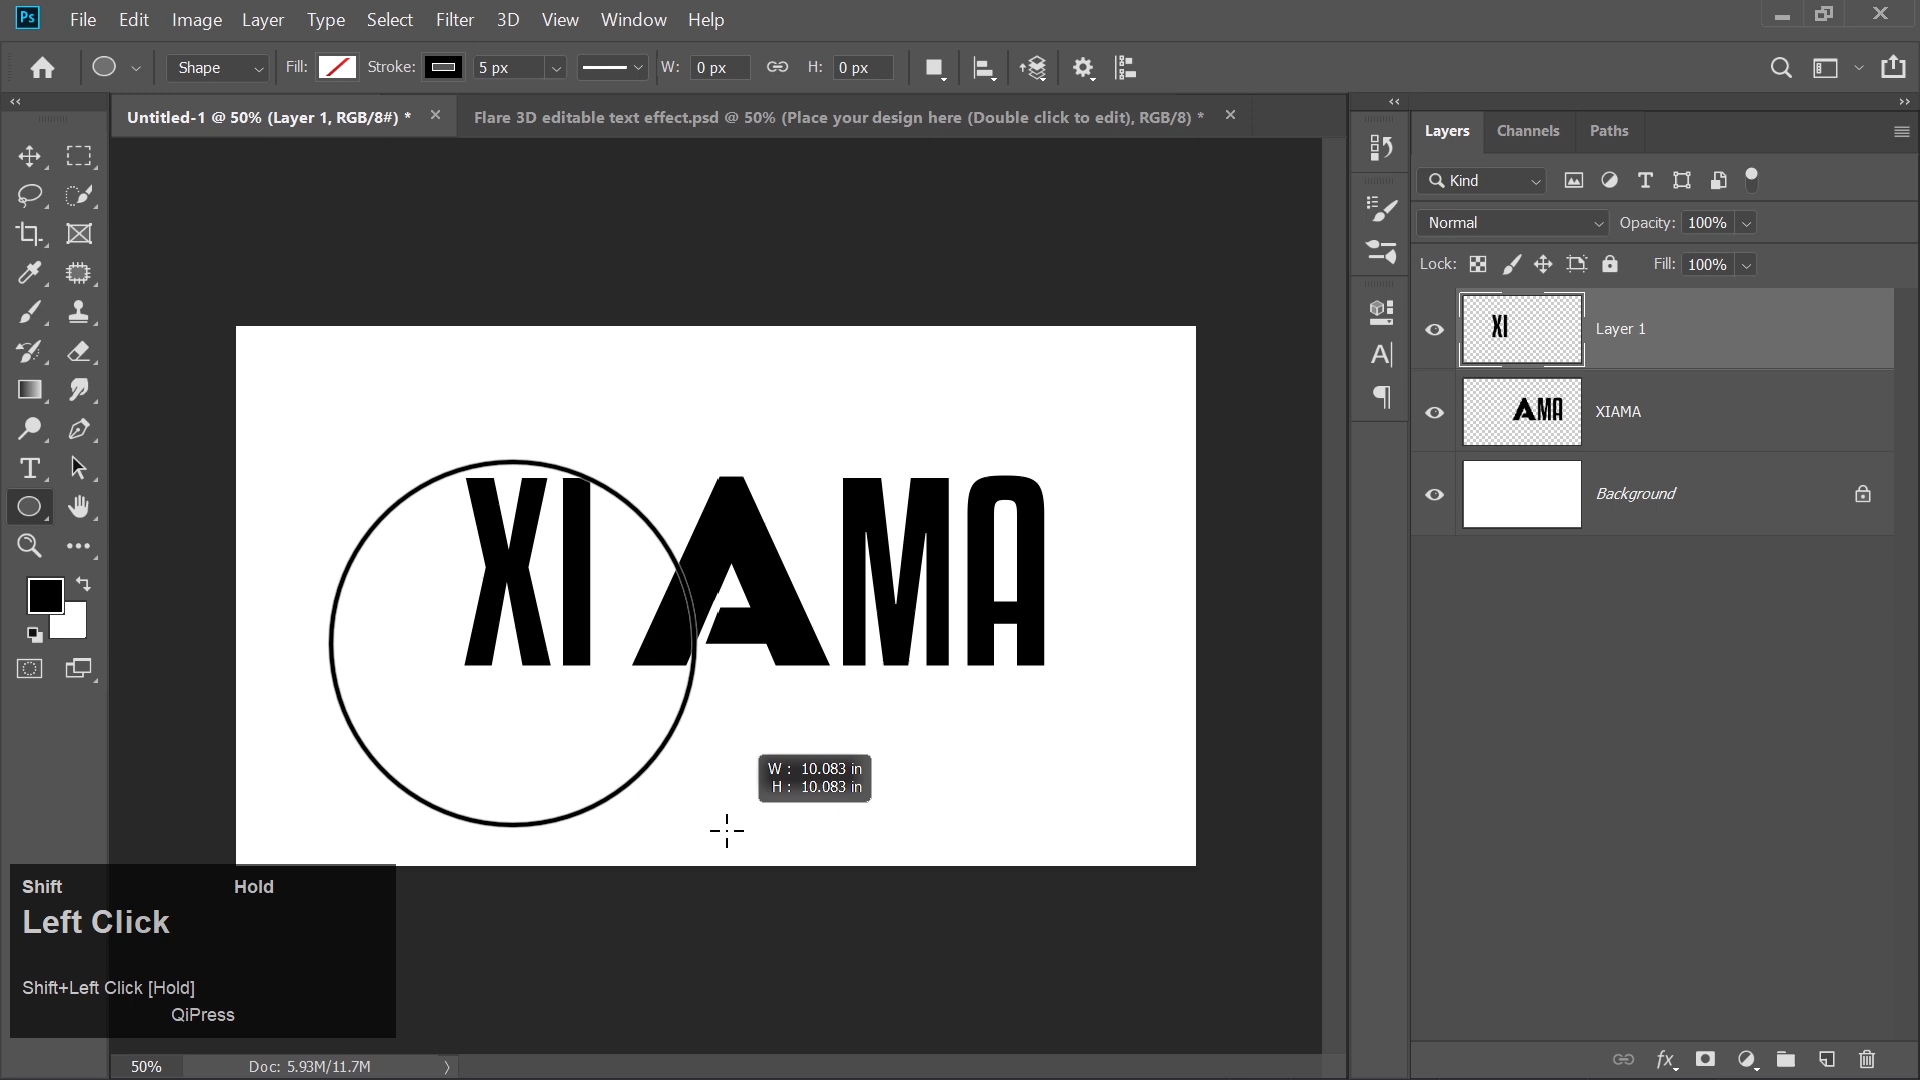 Ps File Edit Image Layer Type Select Filter 3D View Window Help
Shape Fill: Stroke: 5 px W: 0 px H: 0 px
Untitled-1 @ 50% (Layer 1, RGB/8#) * Flare 3D editable text effect.psd @ 50% (Place your design here (Double click to edit), RGB/8) *
Layers Channels Paths
Kind
Normal Opacity: 100%
Lock: Fill: 100%
XI Layer 1
AMA XIAMA
Background
XIAMA
W : 10.083 in
H : 10.083 in
Shift Hold
Left Click
Shift+Left Click [Hold]
QiPress
50% Doc: 5.93M/11.7M